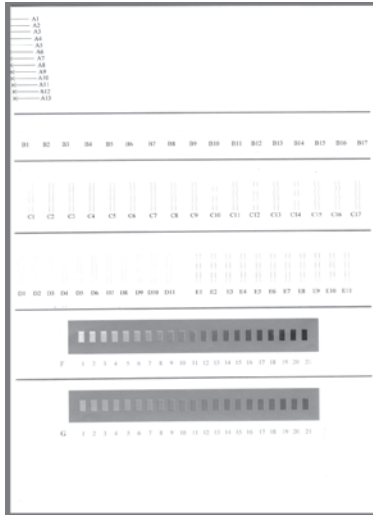 A1
A2
A3
A4
A5
A6
A7
A8
A9
A10
A11
A12
A13
B1 B2 B3 B4 B5 B6 B7 B8 B9 B10 B11 B12 B13 B14 B15 B16 B17
C1 C2 C3 C4 C5 C6 C7 C8 C9 C10 C11 C12 C13 C14 C15 C16 C17
D1 D2 D3 D4 D5 D6 D7 D8 D9 D10 D11 E1 E2 E3 E4 E5 E6 E7 E8 E9 E10 E11
F 1 2 3 4 5 6 7 8 9 10 11 12 13 14 15 16 17 18 19 20 21
G 1 2 3 4 5 6 7 8 9 10 11 12 13 14 15 16 17 18 19 20 21